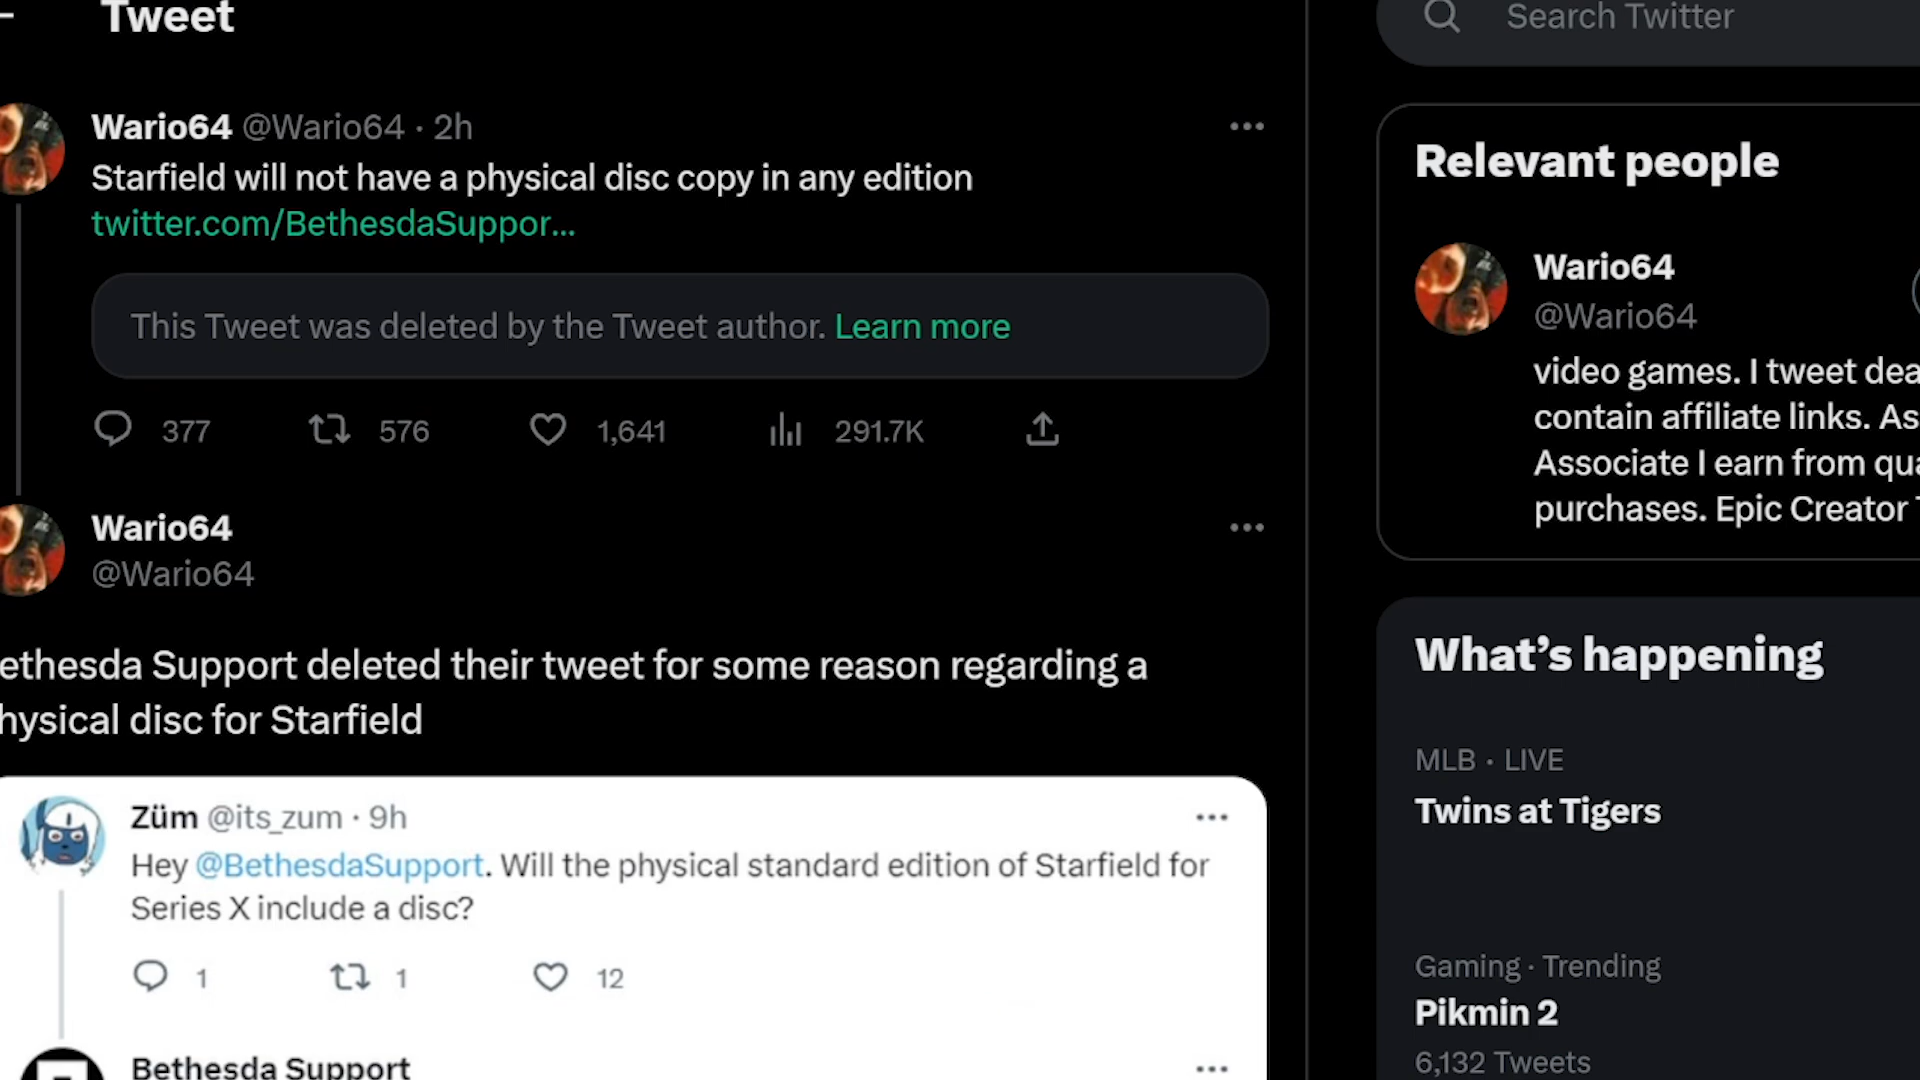 Tweet
Search Twitter
Wario64 @Wario64 · 2h
Starfield will not have a physical disc copy in any edition
twitter.com/BethesdaSuppor...
This Tweet was deleted by the Tweet author. Learn more
377 576 1,641 291.7K
Wario64
@Wario64
ethesda Support deleted their tweet for some reason regarding a
hysical disc for Starfield
Züm @its_zum · 9h
Hey @BethesdaSupport. Will the physical standard edition of Starfield for
Series X include a disc?
1 1 12
Bethesda Support
Relevant people
Wario64
@Wario64
video games. I tweet dea
contain affiliate links. As
Associate I earn from qua
purchases. Epic Creator
What's happening
MLB · LIVE
Twins at Tigers
Gaming · Trending
Pikmin 2
6,132 Tweets